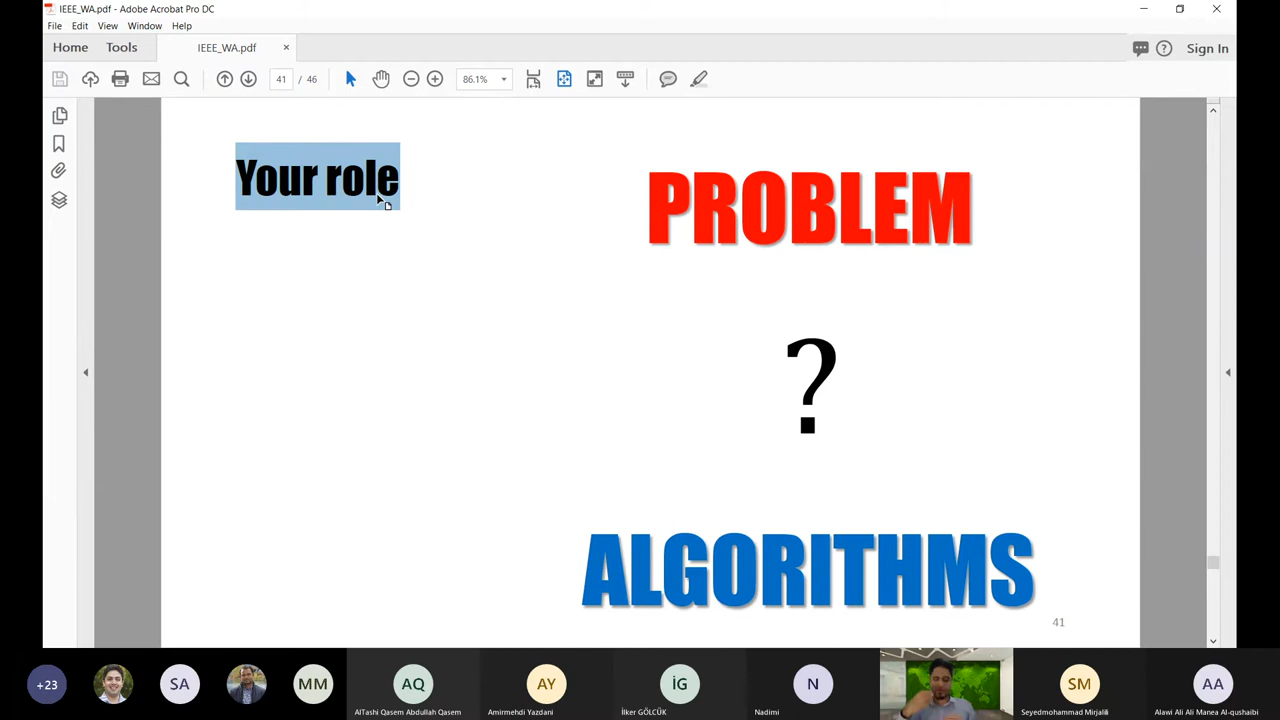 IEEE_WA.pdf - Adobe Acrobat Pro DC
File Edit View Window Help
Home Tools IEEE_WA.pdf × Sign In
41 / 46 86.1%
Your role
PROBLEM
?
ALGORITHMS
41
+23 SA MM AQ AY İG N SM AA
AlTashi Qasem Abdullah Qasem Amirmehdi Yazdani İlker GÖLCÜK Nadimi Seyedmohammad Mirjalili Alawi Ali Ali Manea Al-qushaibi